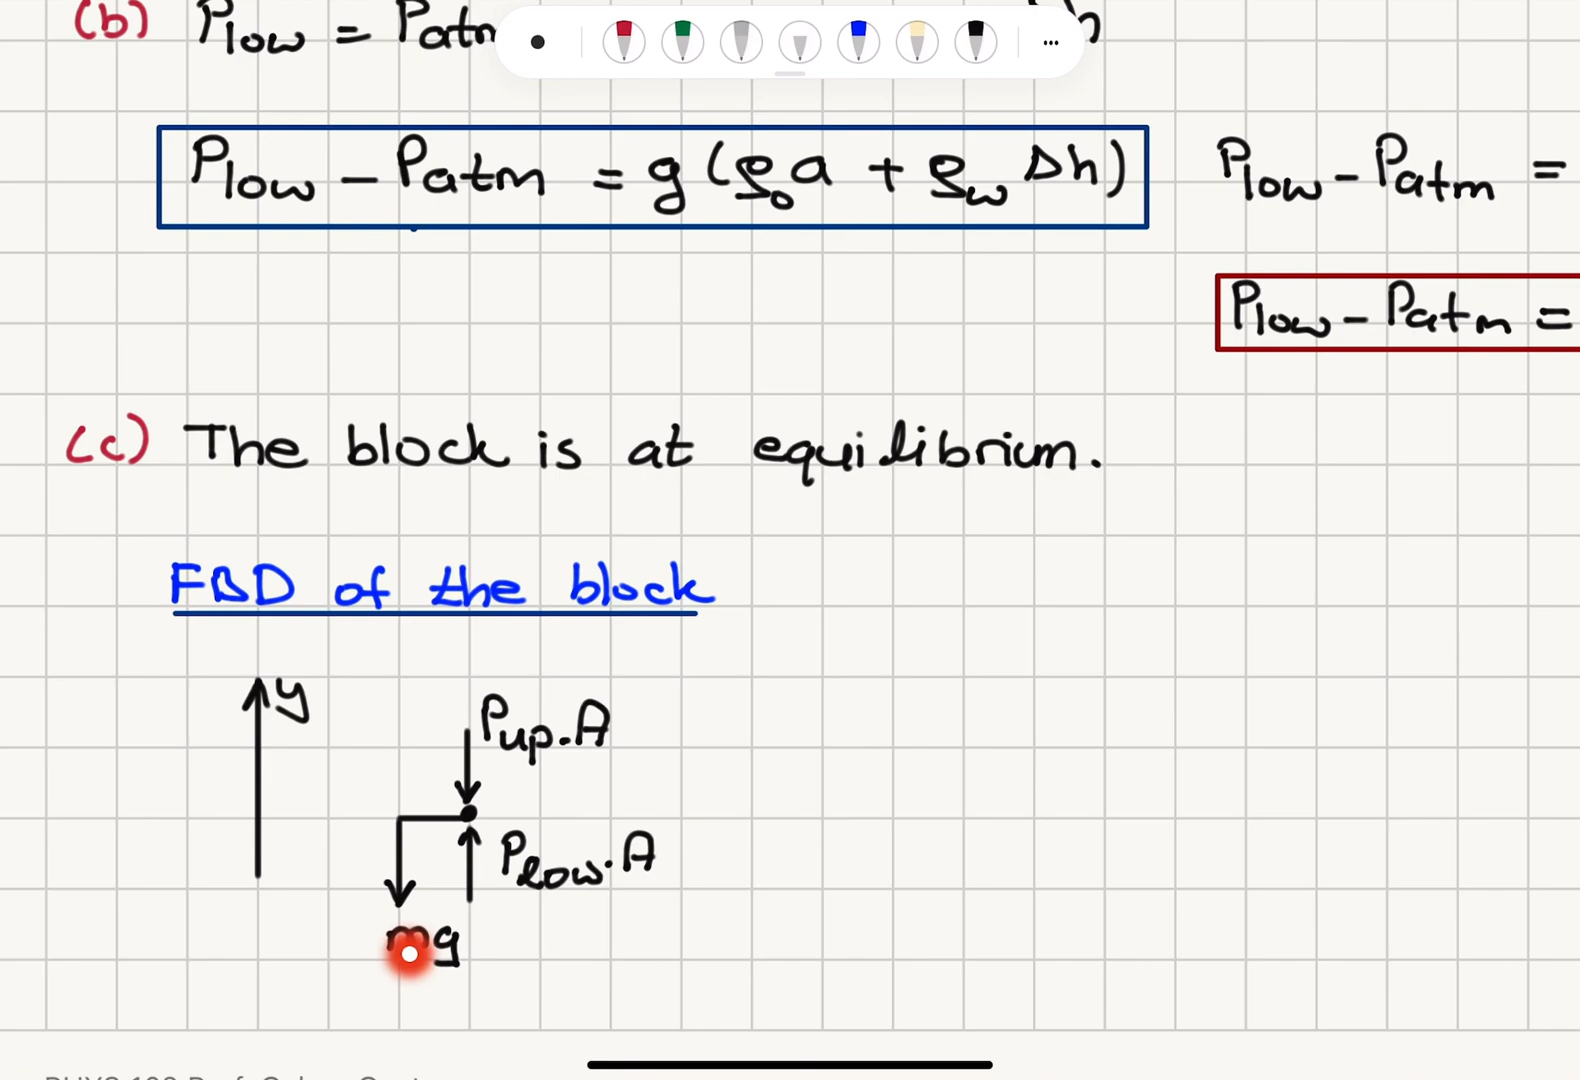 (b) Plow = Patm
Plow - Patm = g (ρoa + ρw Δh)
Plow - Patm =
Plow - Patm =
(c) The block is at equilibrium.
FBD of the block
y
Pup.A
Plow.A
mg